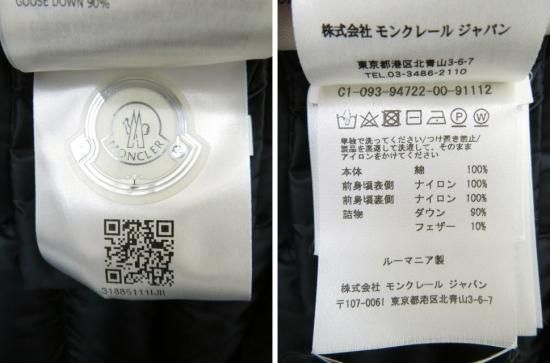 GOOSE DOWN 90%
MONCLER
株式会社 モンクレール ジャパン
東京都港区北青山3-6-7
TEL.03-3486-2110
C1-093-94722-00-91112
単独で洗ってください/つけ置き禁止/
製品を裏返して洗濯して、そのまま
アイロンをかけてください。
本体 綿 100%
前身頃表側 ナイロン 100%
前身頃裏側 ナイロン 100%
詰物 ダウン 90%
フェザー 10%
ルーマニア製
株式会社 モンクレール ジャパン
〒107-0061 東京都港区北青山3-6-7